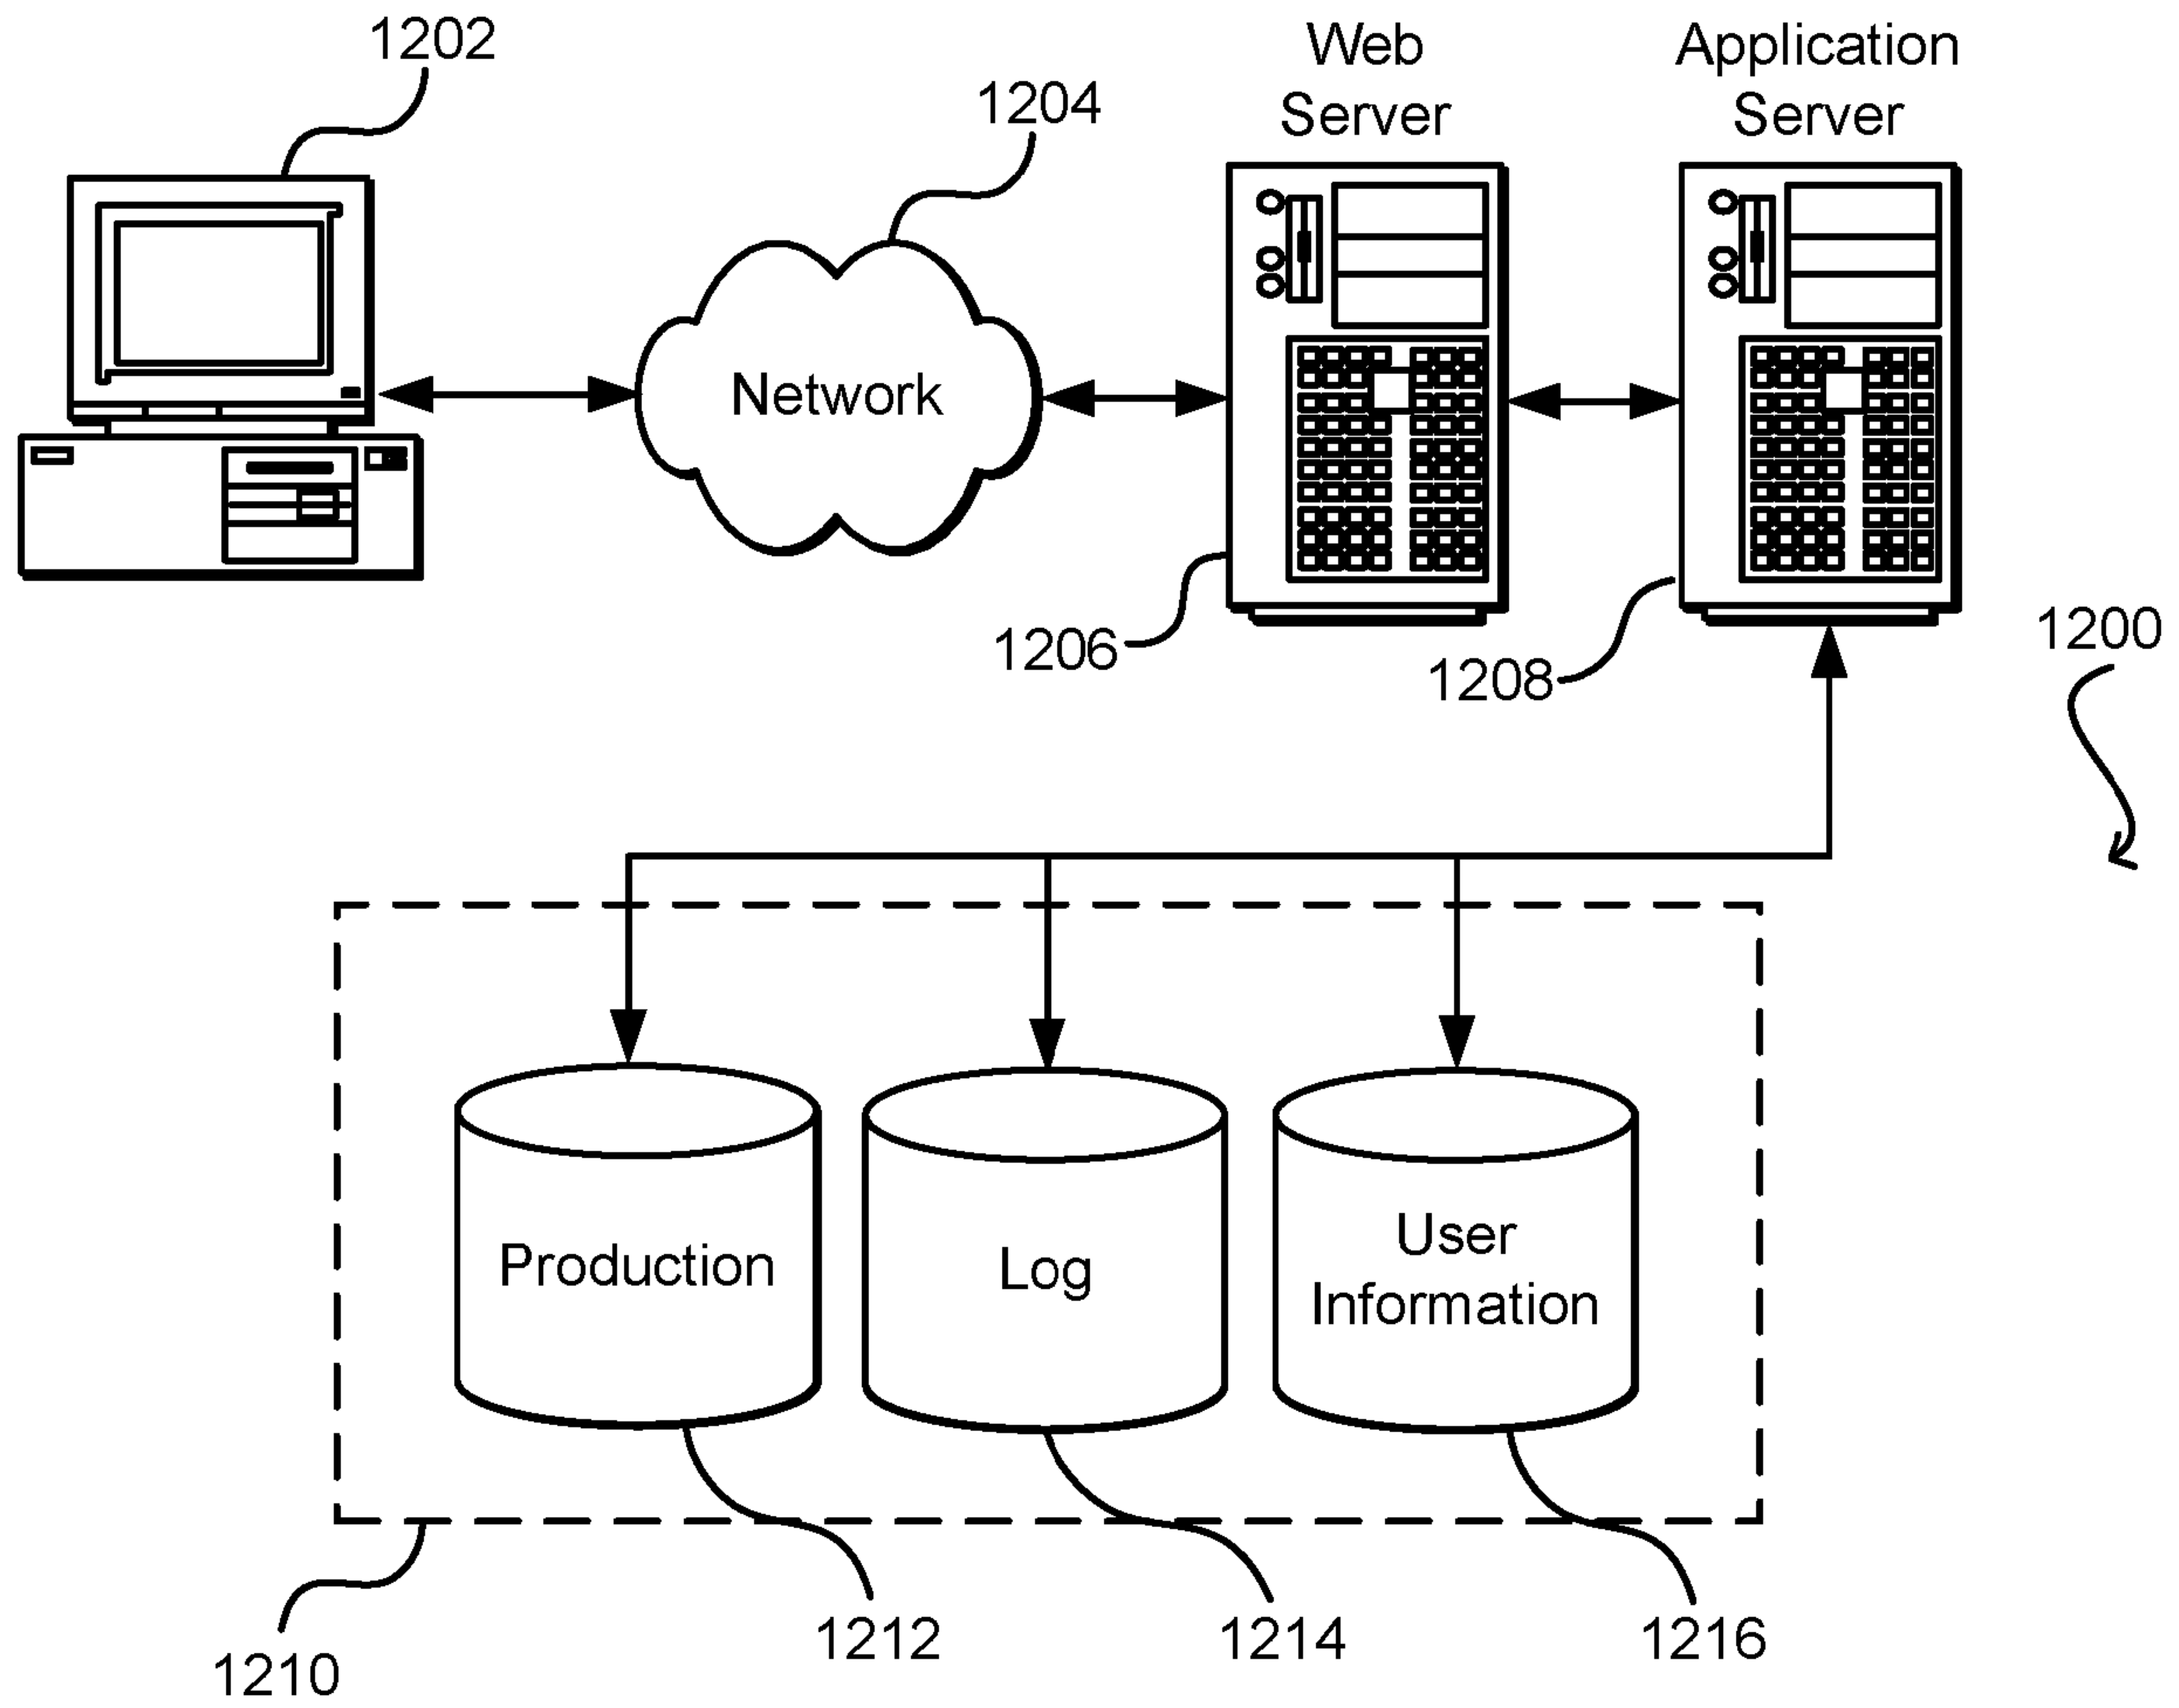 1202
1204
Web
Server
Application
Server
Network
1206
1208
1200
Production
Log
User
Information
1210
1212
1214
1216